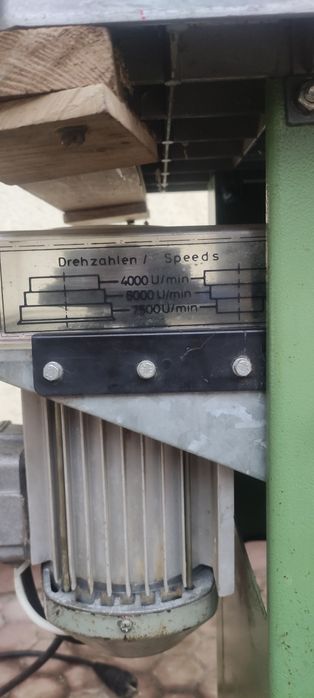 Drehzahlen / Speeds
4000 U/min
6000 U/min
7500 U/min